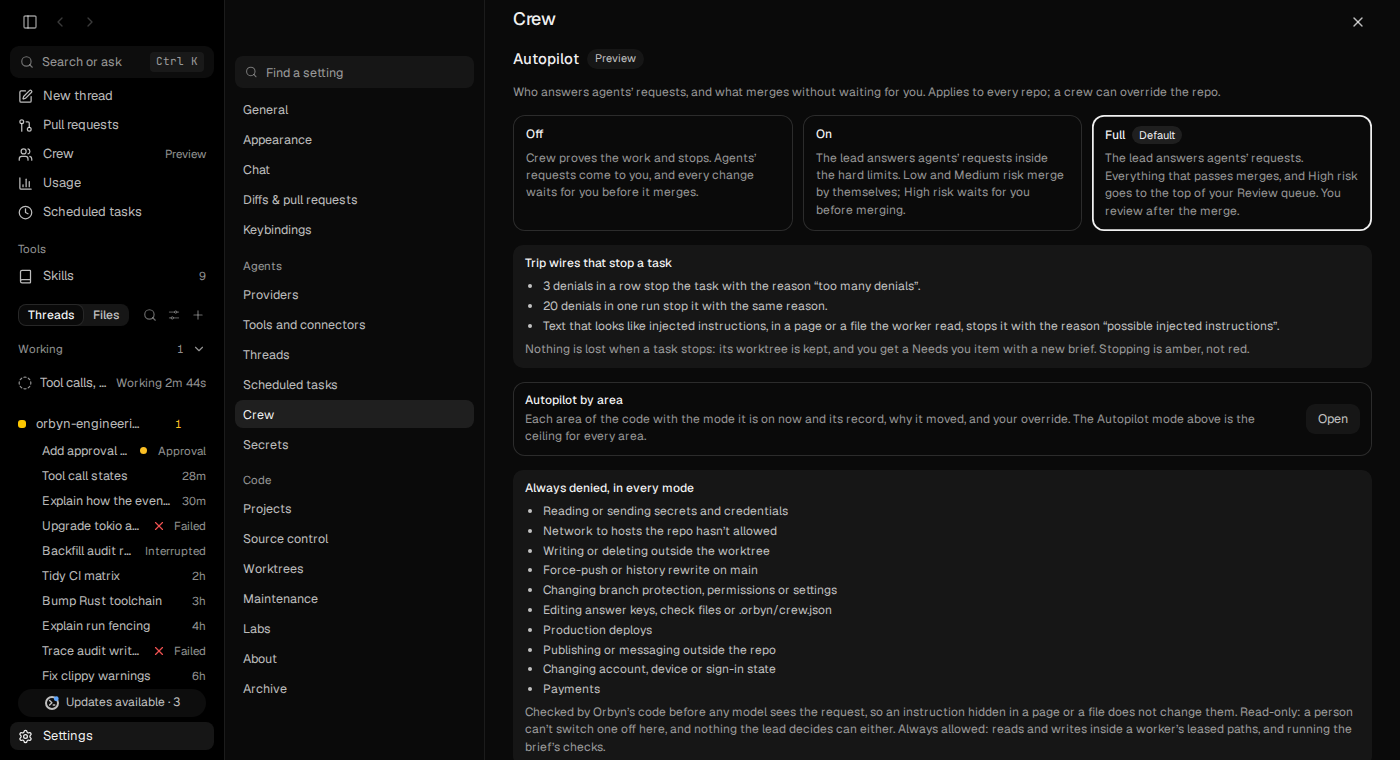 Search or ask Ctrl K
New thread
Pull requests
Crew Preview
Usage
Scheduled tasks
Tools
Skills 9
Threads Files
Working 1
Tool calls, ... Working 2m 44s
orbyn-engineeri... 1
Add approval ... Approval
Tool call states 28m
Explain how the even... 30m
Upgrade tokio a... Failed
Backfill audit r... Interrupted
Tidy CI matrix 2h
Bump Rust toolchain 3h
Explain run fencing 4h
Trace audit writ... Failed
Fix clippy warnings 6h
Updates available · 3
Settings
Find a setting
General
Appearance
Chat
Diffs & pull requests
Keybindings
Agents
Providers
Tools and connectors
Threads
Scheduled tasks
Crew
Secrets
Code
Projects
Source control
Worktrees
Maintenance
Labs
About
Archive
Crew
Autopilot Preview
Who answers agents' requests, and what merges without waiting for you. Applies to every repo; a crew can override the repo.
Off
Crew proves the work and stops. Agents'
requests come to you, and every change
waits for you before it merges.
On
The lead answers agents' requests inside
the hard limits. Low and Medium risk merge
by themselves; High risk waits for you
before merging.
Full Default
The lead answers agents' requests.
Everything that passes merges, and High risk
goes to the top of your Review queue. You
review after the merge.
Trip wires that stop a task
• 3 denials in a row stop the task with the reason “too many denials”.
• 20 denials in one run stop it with the same reason.
• Text that looks like injected instructions, in a page or a file the worker read, stops it with the reason “possible injected instructions”.
Nothing is lost when a task stops: its worktree is kept, and you get a Needs you item with a new brief. Stopping is amber, not red.
Autopilot by area
Each area of the code with the mode it is on now and its record, why it moved, and your override. The Autopilot mode above is the
ceiling for every area.
Open
Always denied, in every mode
• Reading or sending secrets and credentials
• Network to hosts the repo hasn't allowed
• Writing or deleting outside the worktree
• Force-push or history rewrite on main
• Changing branch protection, permissions or settings
• Editing answer keys, check files or .orbyn/crew.json
• Production deploys
• Publishing or messaging outside the repo
• Changing account, device or sign-in state
• Payments
Checked by Orbyn's code before any model sees the request, so an instruction hidden in a page or a file does not change them. Read-only: a person
can't switch one off here, and nothing the lead decides can either. Always allowed: reads and writes inside a worker's leased paths, and running the
brief's checks.